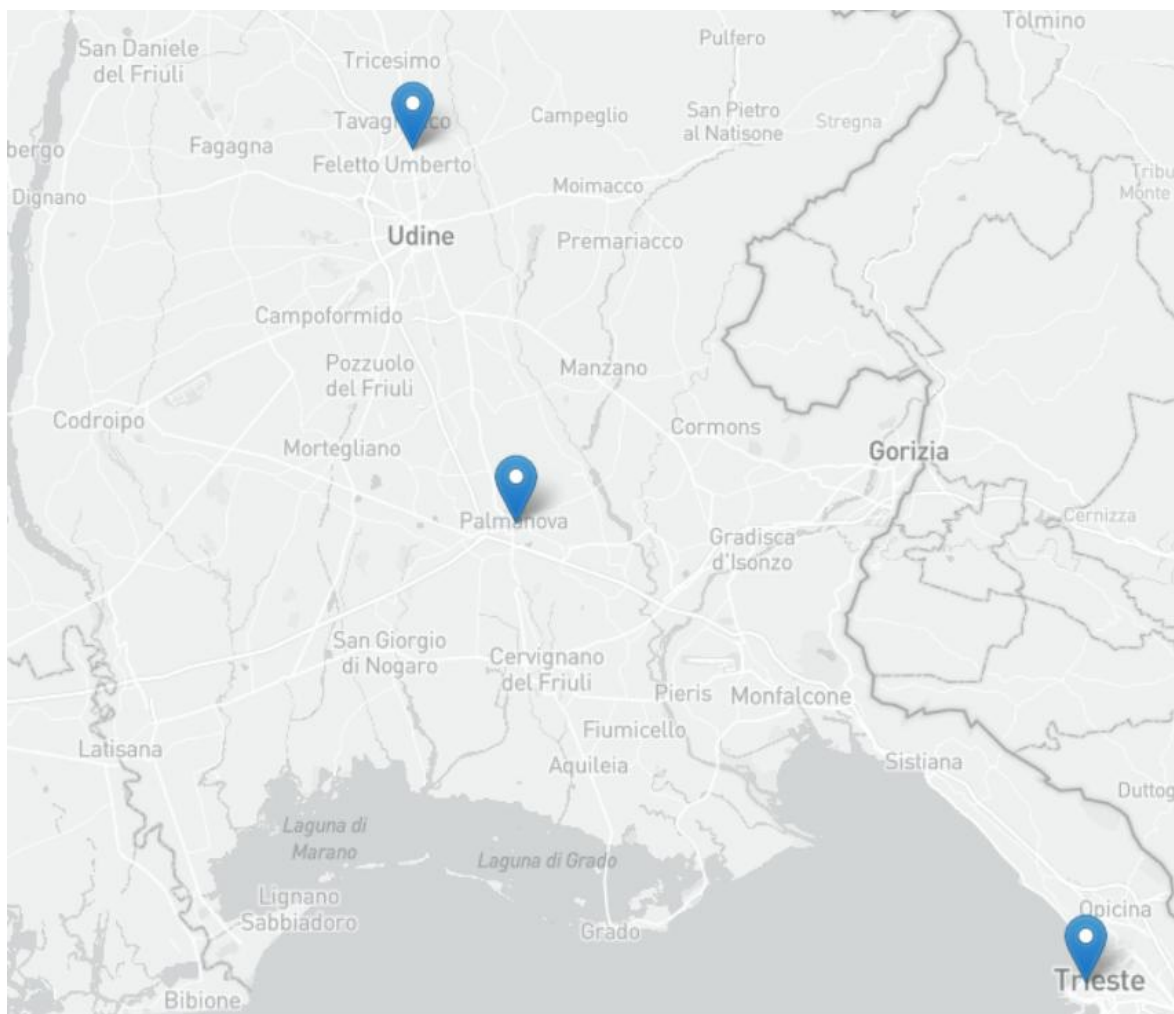 Tolmino
San Daniele
del Friuli
Tricesimo
Pulfero
Campeglio
San Pietro
al Natisone
Stregna
bergo
Fagagna
Feletto Umberto
Dignano
Moimacco
Tribu
Monte
Udine
Premariacco
Campoformido
Pozzuolo
del Friuli
Manzano
Codroipo
Mortegliano
Cormons
Gorizia
Palmanova
Cernizza
Gradisca
d'Isonzo
San Giorgio
di Nogaro
Cervignano
del Friuli
Pieris
Monfalcone
Fiumicello
Latisana
Aquileia
Sistiana
Duttog
Laguna di
Marano
Laguna di Grado
Lignano
Sabbiadoro
Grado
Opicina
Trieste
Bibione